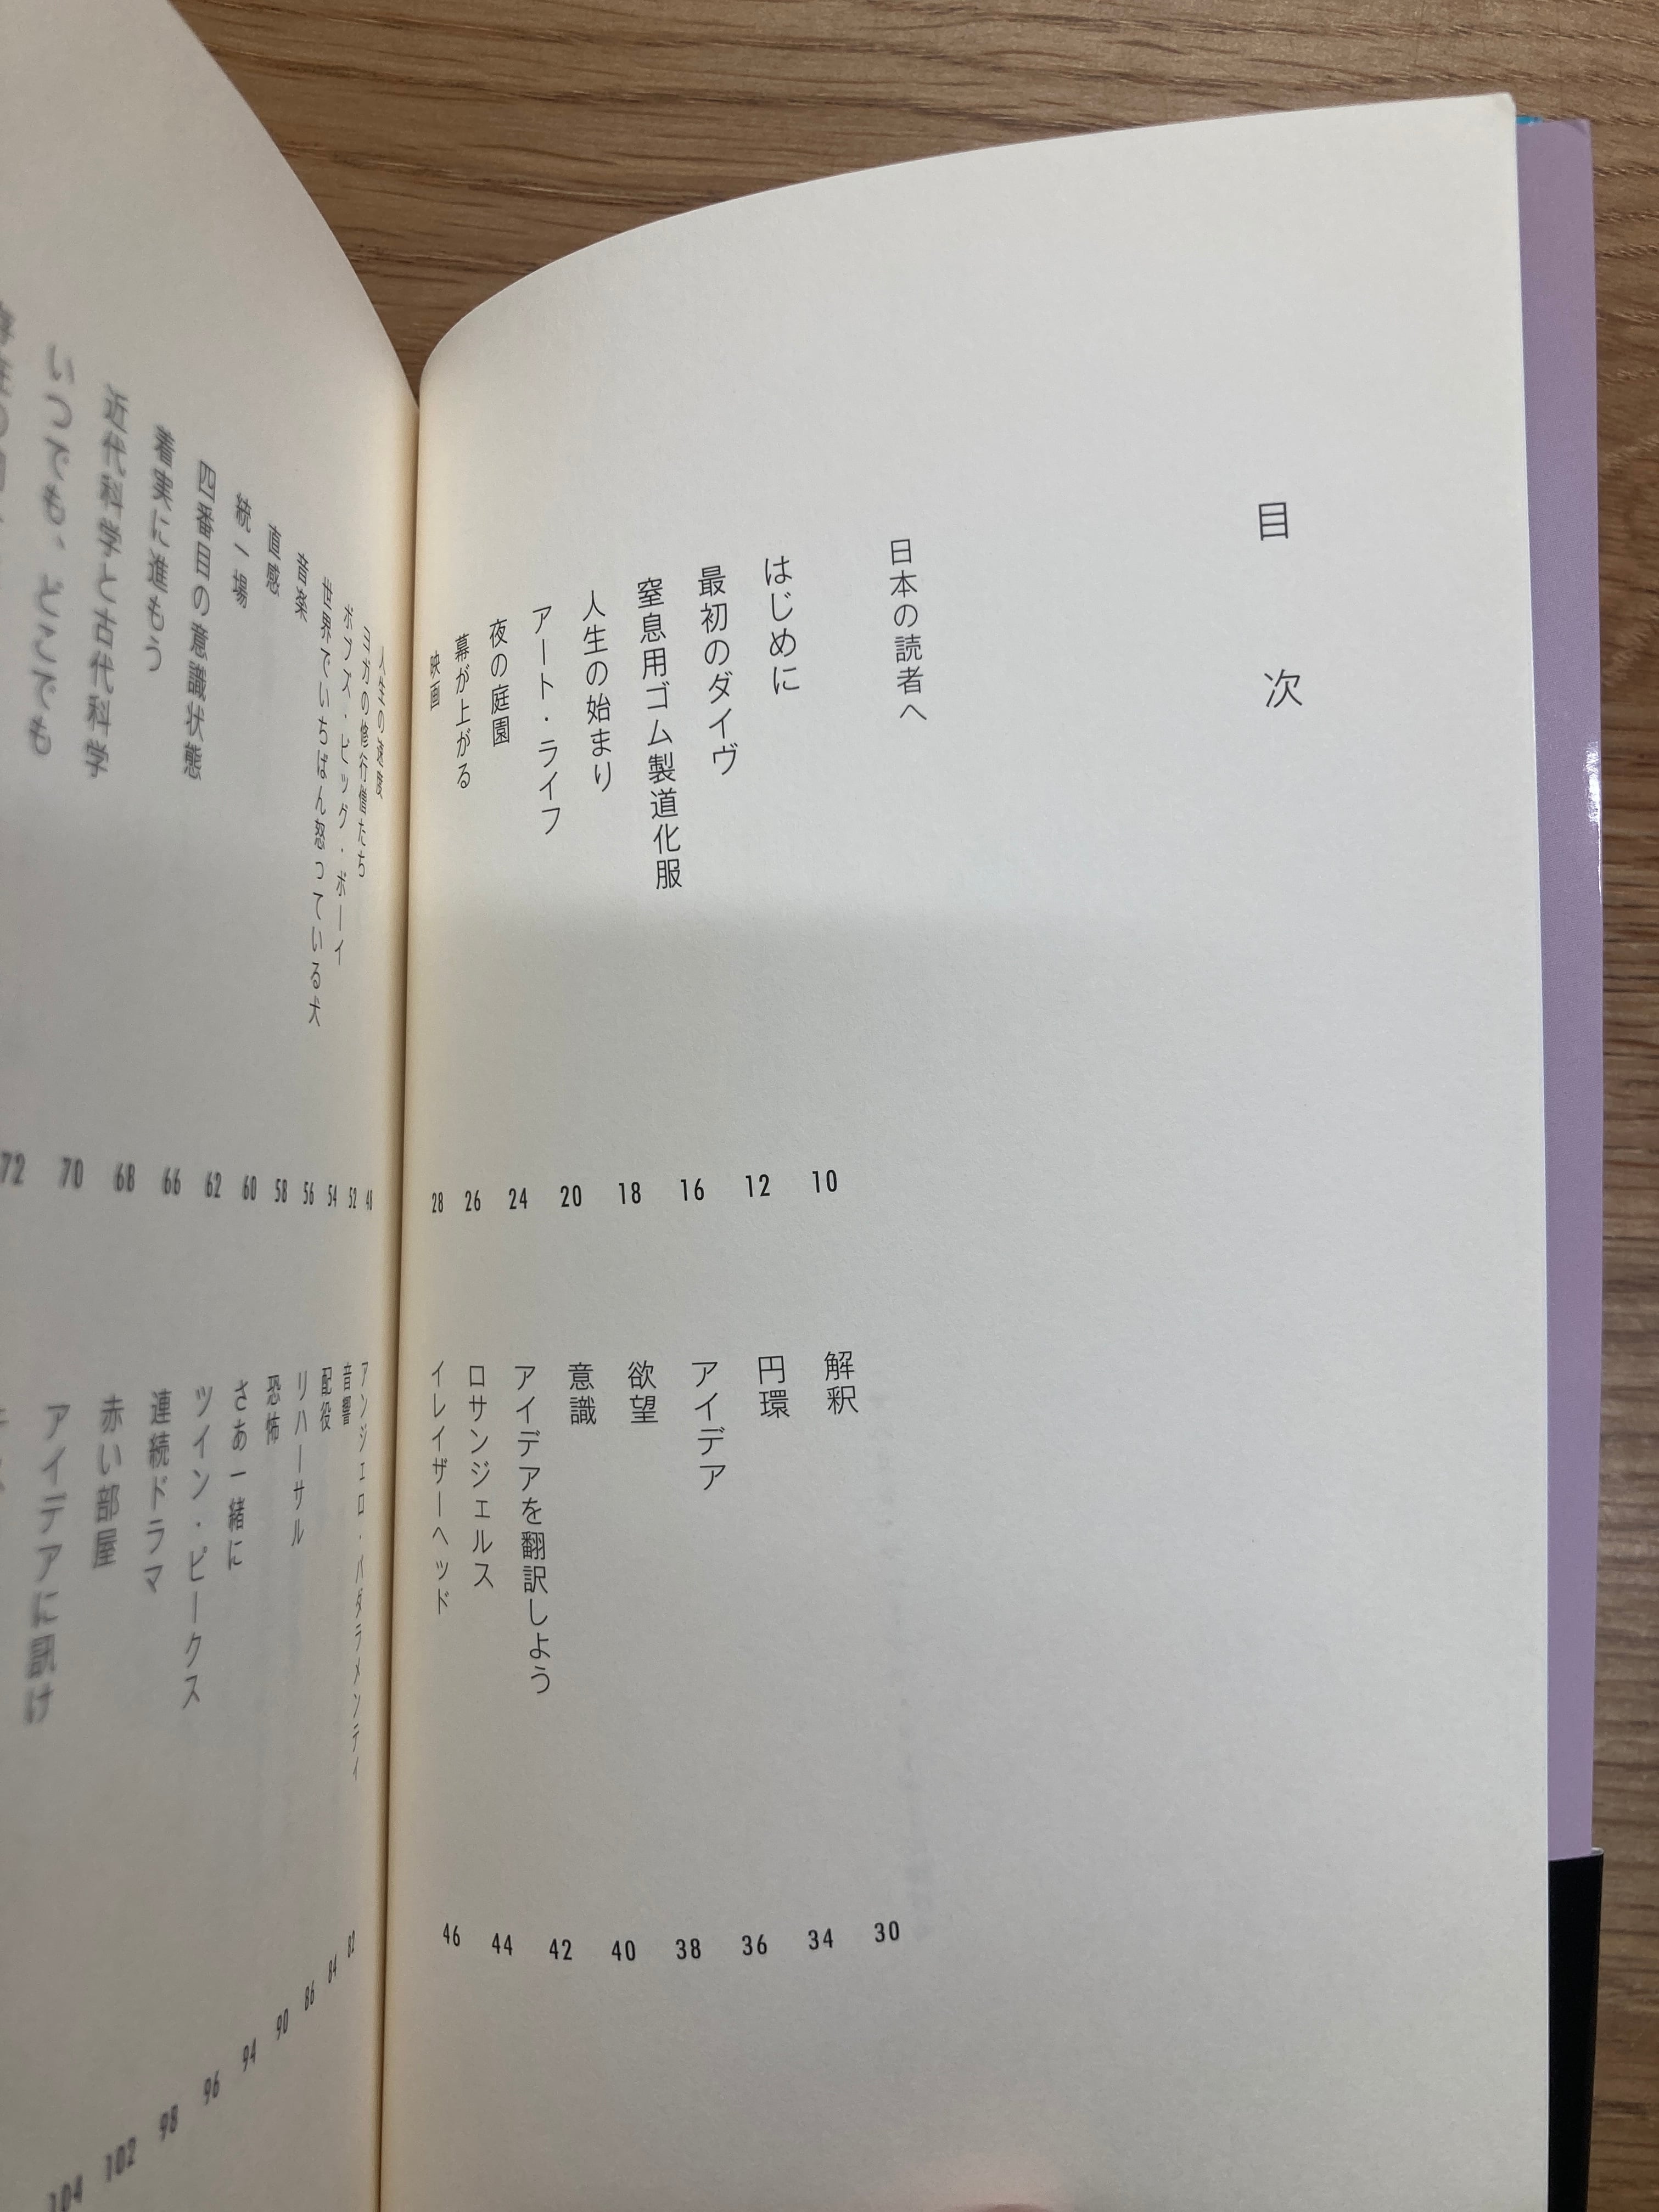 目次
日本の読者へ
はじめに 10
最初のダイヴ 12
窒息用ゴム製道化服 16
人生の始まり 18
アート・ライフ 20
夜の庭園 24
幕が上がる 26
映画 28
解釈 30
円環 34
アイデア 36
欲望 38
意識 40
アイデアを翻訳しよう 42
ロサンジェルス 44
イレイザーヘッド 46
人生の速度 48
ヨガの修行僧たち 52
ボブズ・ビッグ・ボーイ 54
世界でいちばん怒っている犬 56
音楽 58
直感 60
統一場 62
四番目の意識状態 66
着実に進もう 68
近代科学と古代科学 70
いつでも、どこでも 72
アンジェロ・バダラメンティ 82
音響 84
配役 86
リハーサル 90
恐怖 94
さあ一緒に 96
ツイン・ピークス 98
連続ドラマ 102
赤い部屋 104
アイデアに訊け